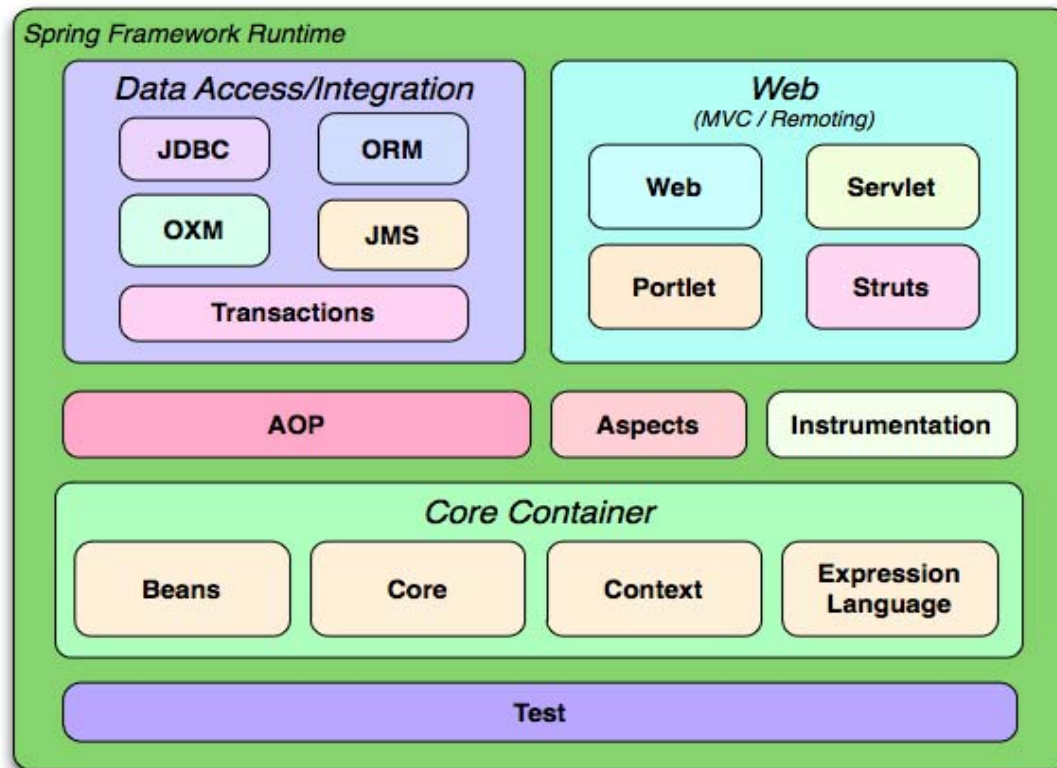 Spring Framework Runtime
Data Access/Integration
JDBC
ORM
OXM
JMS
Transactions
Web
(MVC / Remoting)
Web
Servlet
Portlet
Struts
AOP
Aspects
Instrumentation
Core Container
Beans
Core
Context
Expression
Language
Test